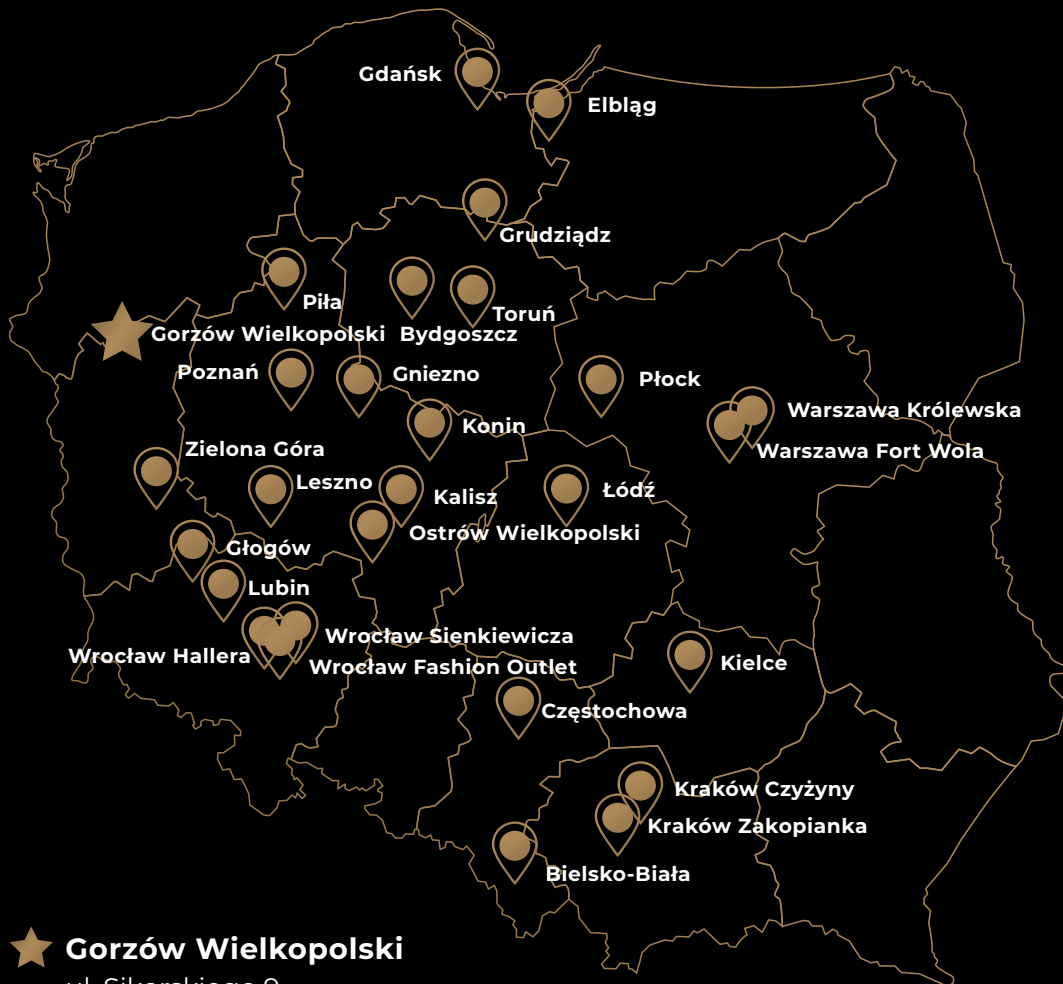 Gdańsk
Elbląg
Grudziądz
Piła
Toruń
Gorzów Wielkopolski
Bydgoszcz
Poznań
Gniezno
Płock
Warszawa Królewska
Konin
Zielona Góra
Warszawa Fort Wola
Leszno
Kalisz
Łódź
Ostrów Wielkopolski
Głogów
Lubin
Wrocław Sienkiewicza
Wrocław Hallera
Wrocław Fashion Outlet
Kielce
Częstochowa
Kraków Czyżyny
Kraków Zakopianka
Bielsko-Biała
Gorzów Wielkopolski
ul. Sikorskiego